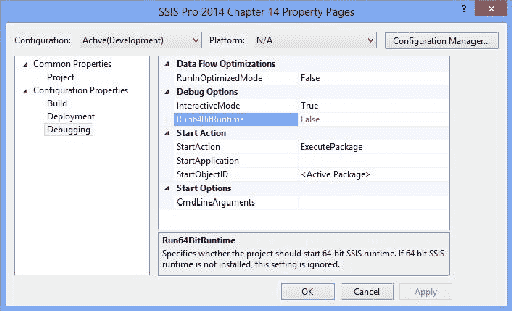 SSIS Pro 2014 Chapter 14 Property Pages
Configuration: Active(Development) Platform: N/A Configuration Manager...
Common Properties
Project
Configuration Properties
Build
Deployment
Debugging
Data Flow Optimizations
RunInOptimizedMode False
Debug Options
InteractiveMode True
Run64BitRuntime False
Start Action
StartAction ExecutePackage
StartApplication
StartObjectID <Active Package>
Start Options
CmdLineArguments
Run64BitRuntime
Specifies whether the project should start 64-bit SSIS runtime. If 64 bit SSIS
runtime is not installed, this setting is ignored.
OK Cancel Apply